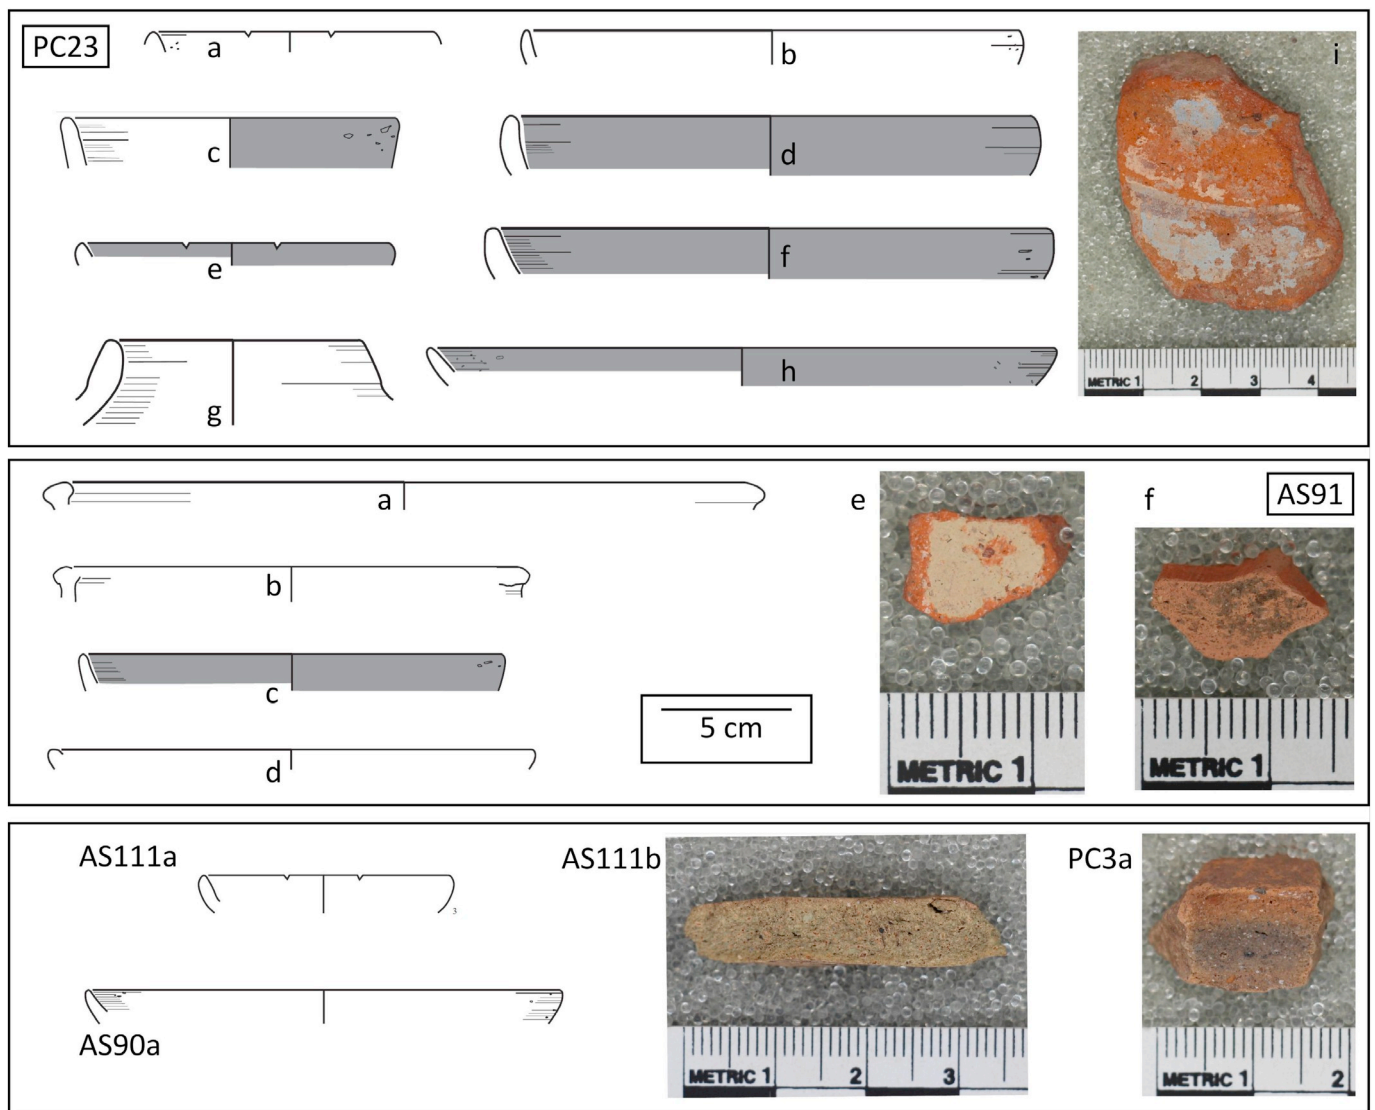 PC23
a
b
i
c
d
e
f
g
h
METRIC 1 2 3 4
a
e
f
AS91
b
c
5 cm
d
METRIC 1
METRIC 1
AS111a
AS111b
PC3a
3
AS90a
METRIC 1 2 3
METRIC 1 2